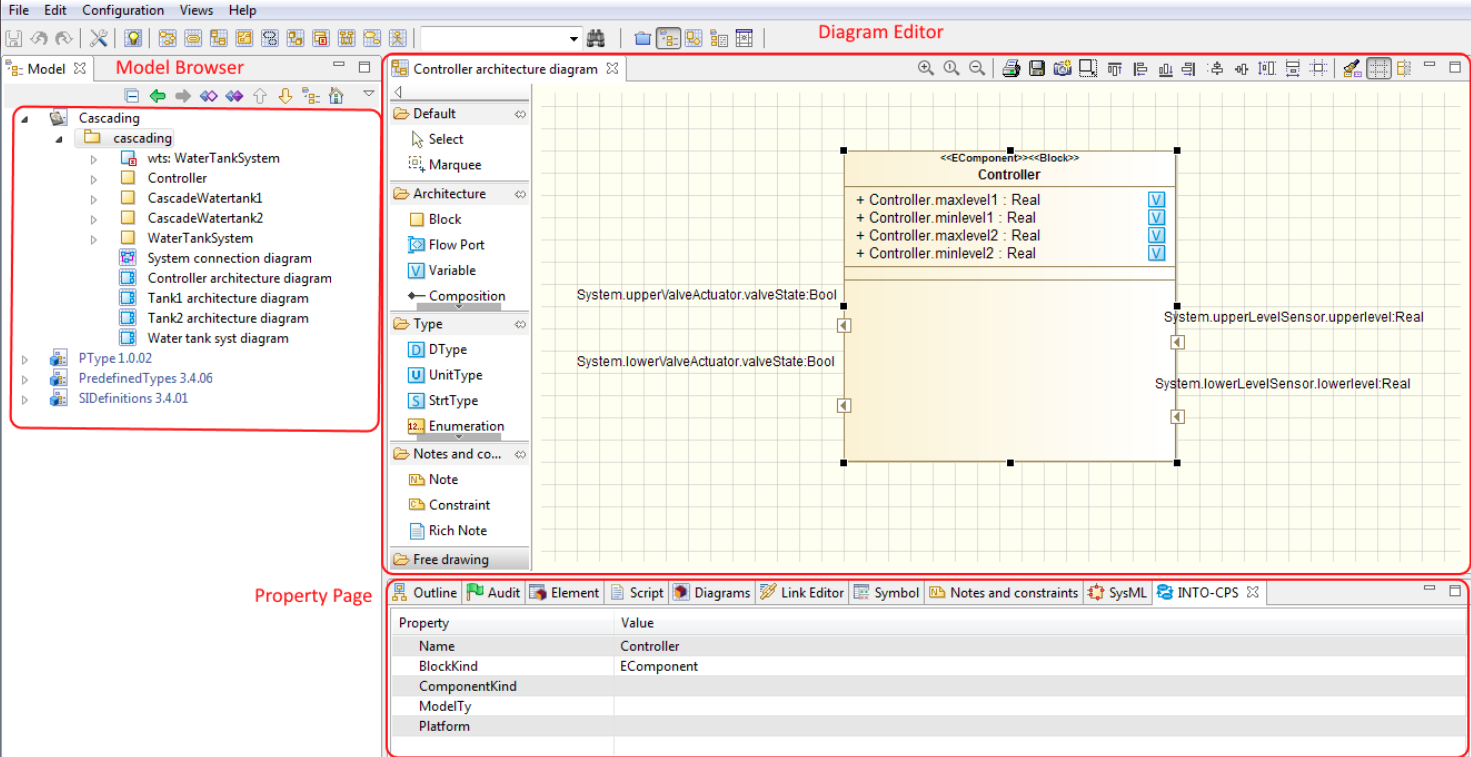 File Edit Configuration Views Help
Diagram Editor
Model
Model Browser
Cascading
cascading
wts: WaterTankSystem
Controller
CascadeWatertank1
CascadeWatertank2
WaterTankSystem
System connection diagram
Controller architecture diagram
Tank1 architecture diagram
Tank2 architecture diagram
Water tank syst diagram
PType 1.0.02
PredefinedTypes 3.4.06
SIDefinitions 3.4.01
Controller architecture diagram
Default
Select
Marquee
Architecture
Block
Flow Port
Variable
Composition
Type
D DType
U UnitType
S StrtType
12... Enumeration
Notes and co...
Note
Constraint
Rich Note
Free drawing
<<EComponent>><<Block>>
Controller
+ Controller.maxlevel1 : Real V
+ Controller.minlevel1 : Real V
+ Controller.maxlevel2 : Real V
+ Controller.minlevel2 : Real V
System.upperValveActuator.valveState:Bool
System.upperLevelSensor.upperlevel:Real
System.lowerValveActuator.valveState:Bool
System.lowerLevelSensor.lowerlevel:Real
Property Page
Outline Audit Element Script Diagrams Link Editor Symbol Notes and constraints SysML INTO-CPS
Property Value
Name Controller
BlockKind EComponent
ComponentKind
ModelTy
Platform